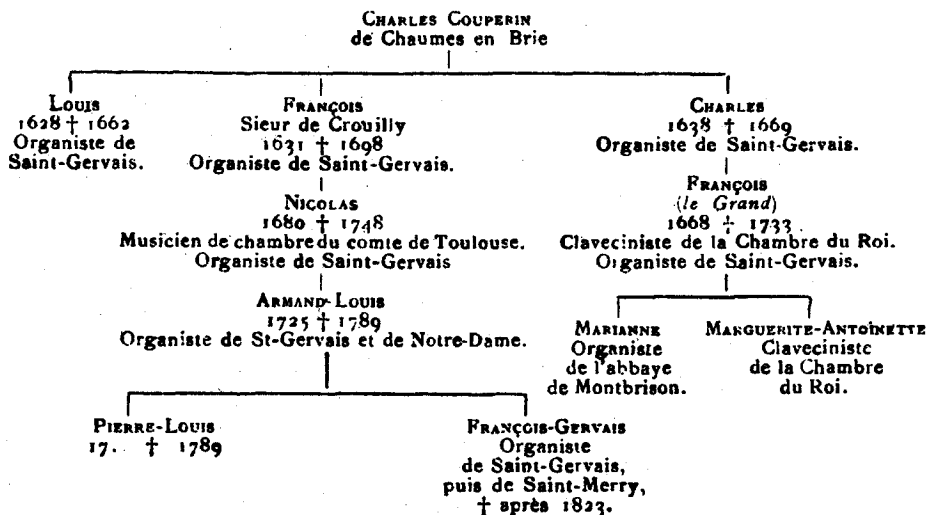 CHARLES COUPERIN
de Chaumes en Brie
LOUIS
1628 † 1662
Organiste de
Saint-Gervais.
FRANÇOIS
Sieur de Crouilly
1631 † 1698
Organiste de Saint-Gervais.
CHARLES
1638 † 1669
Organiste de Saint-Gervais.
NICOLAS
1680 † 1748
Musicien de chambre du comte de Toulouse.
Organiste de Saint-Gervais
FRANÇOIS
(le Grand)
1668 † 1733.
Claveciniste de la Chambre du Roi.
Organiste de Saint-Gervais.
ARMAND-LOUIS
1725 † 1789
Organiste de St-Gervais et de Notre-Dame.
MARIANNE
Organiste
de l'abbaye
de Montbrison.
MARGUERITE-ANTOINETTE
Claveciniste
de la Chambre
du Roi.
PIERRE-LOUIS
17. † 1789
FRANÇOIS-GERVAIS
Organiste
de Saint-Gervais,
puis de Saint-Merry,
† après 1823.